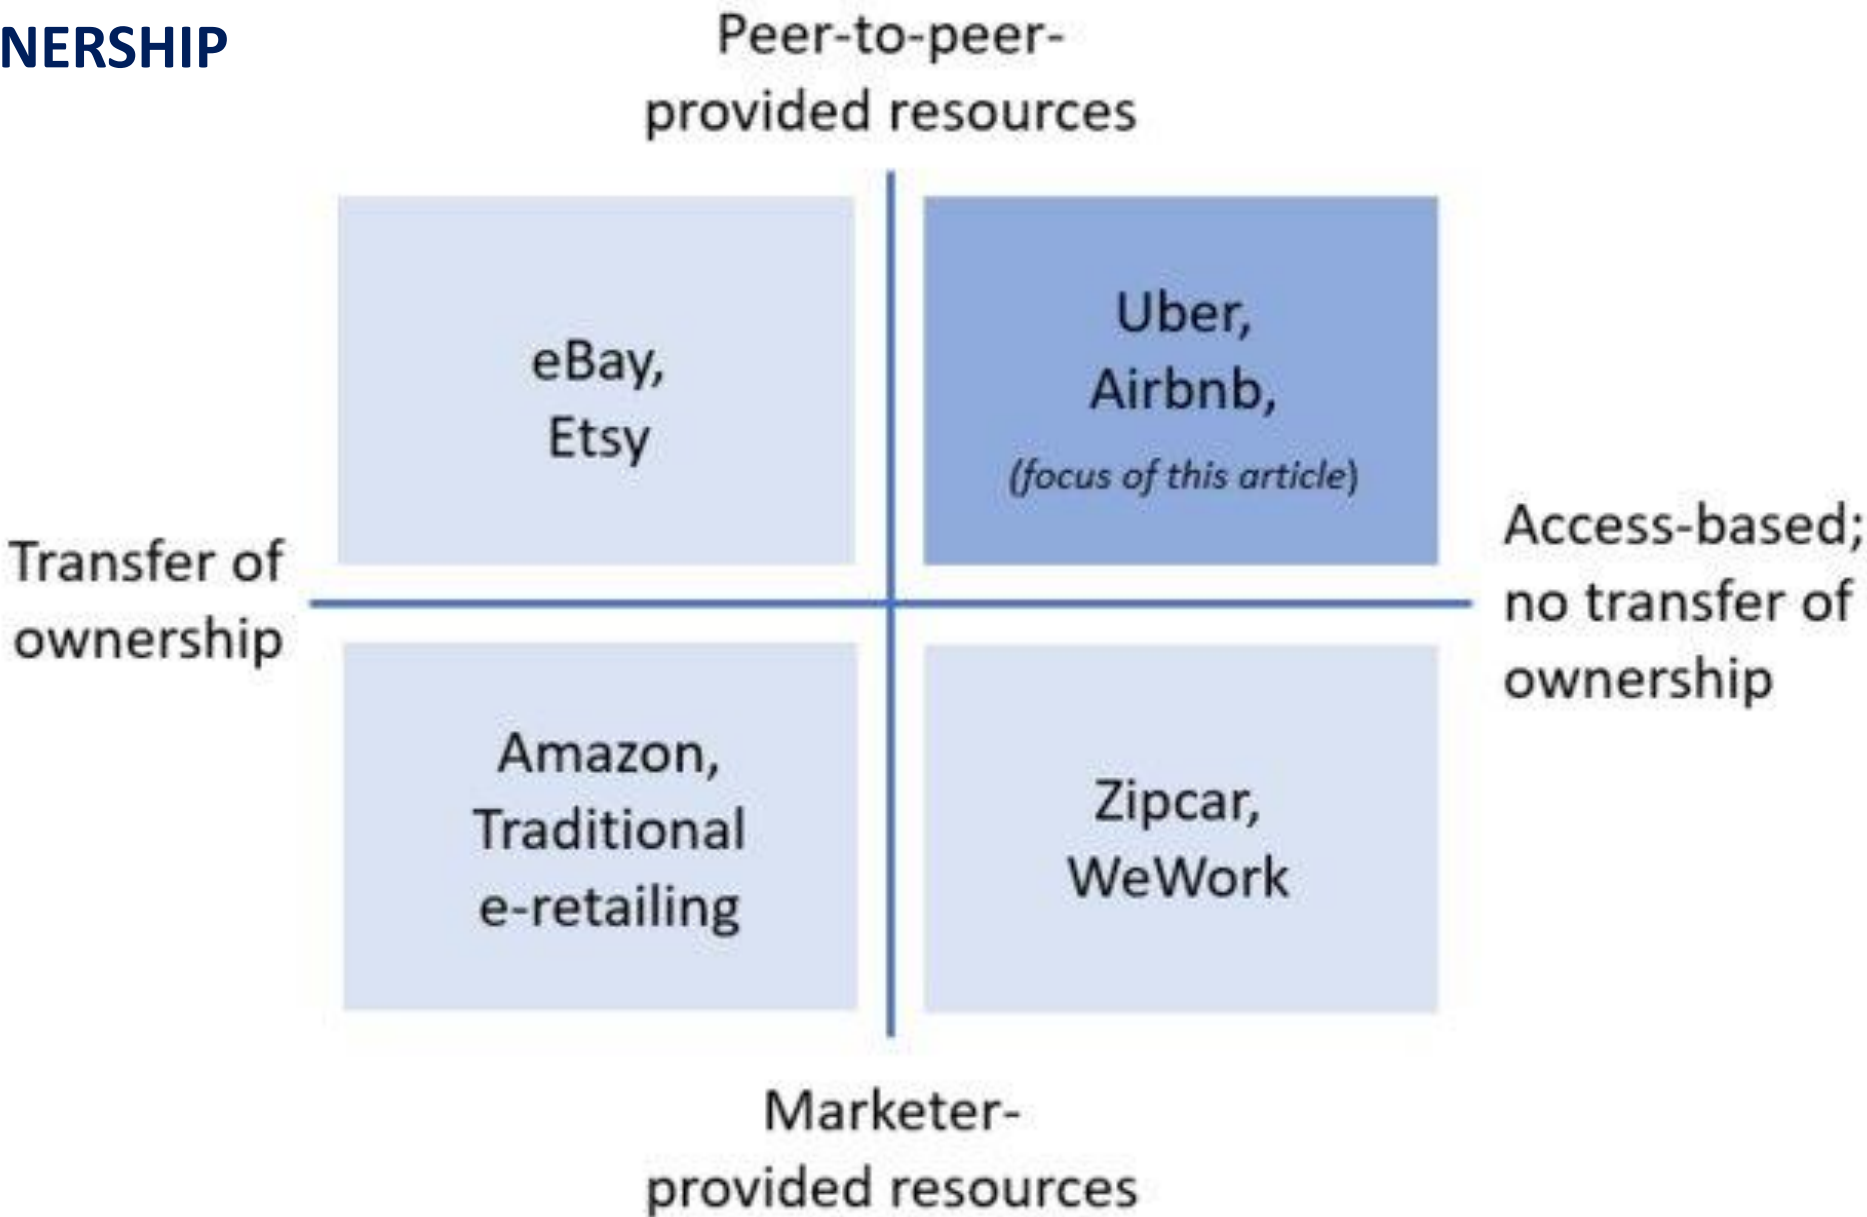 NERSHIP
Peer-to-peer-
provided resources
eBay,
Etsy
Uber,
Airbnb,
(focus of this article)
Transfer of
ownership
Access-based;
no transfer of
ownership
Amazon,
Traditional
e-retailing
Zipcar,
WeWork
Marketer-
provided resources